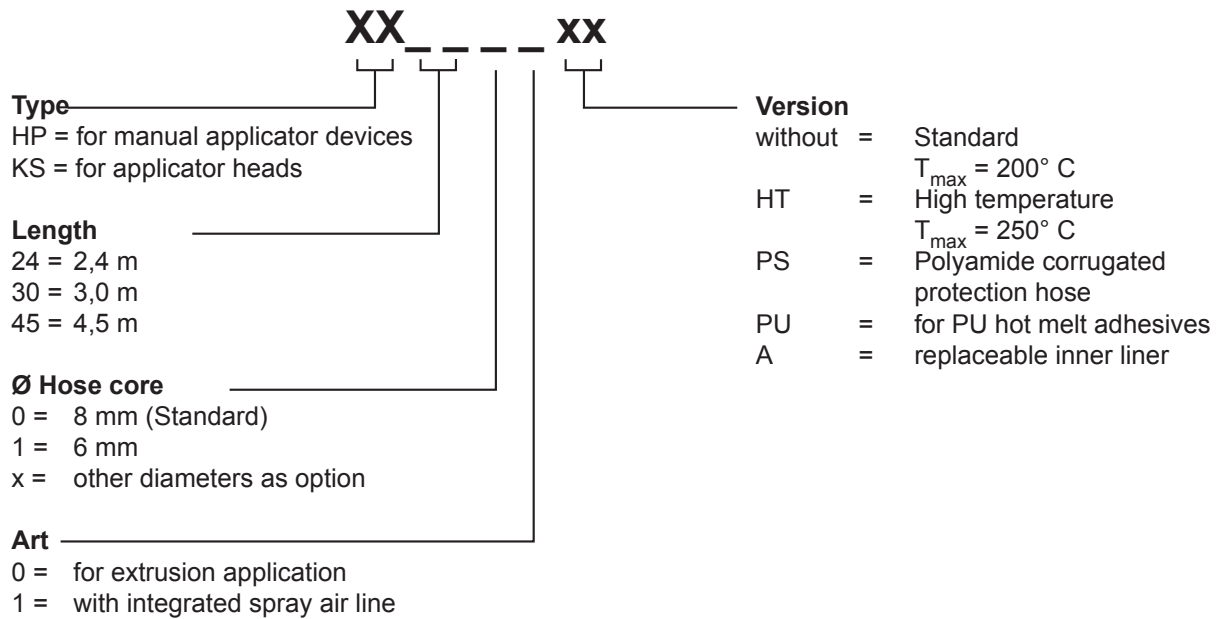 XX_ _ _ _ xx
Type
HP = for manual applicator devices
KS = for applicator heads
Length
24 = 2,4 m
30 = 3,0 m
45 = 4,5 m
Ø Hose core
0 = 8 mm (Standard)
1 = 6 mm
x = other diameters as option
Art
0 = for extrusion application
1 = with integrated spray air line
Version
without = Standard
Tmax = 200° C
HT = High temperature
Tmax = 250° C
PS = Polyamide corrugated
protection hose
PU = for PU hot melt adhesives
A = replaceable inner liner